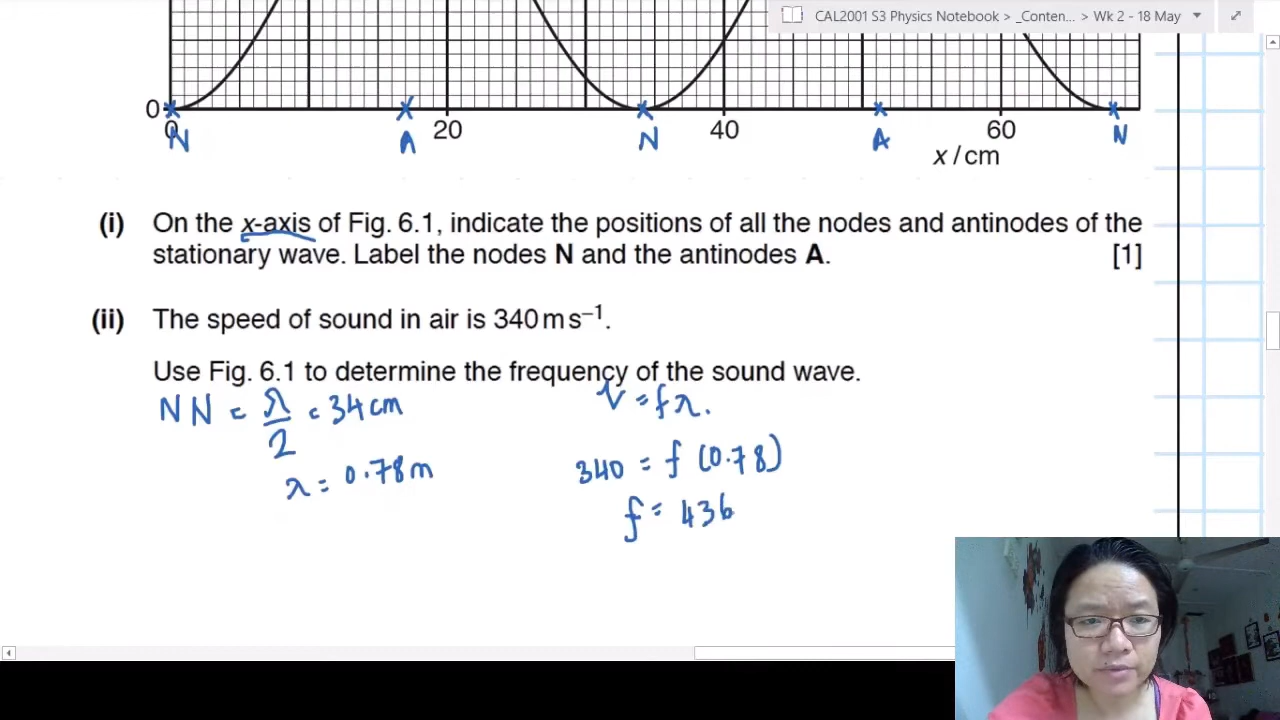 CAL2001 S3 Physics Notebook > _Conten... > Wk 2 - 18 May
0
0 20 40 60
N A N A N
x / cm
(i) On the x-axis of Fig. 6.1, indicate the positions of all the nodes and antinodes of the
stationary wave. Label the nodes N and the antinodes A. [1]
(ii) The speed of sound in air is 340 m s⁻¹.
Use Fig. 6.1 to determine the frequency of the sound wave.
NN = λ/2 = 34 cm
λ = 0.78 m
v = fλ.
340 = f (0.78)
f = 436